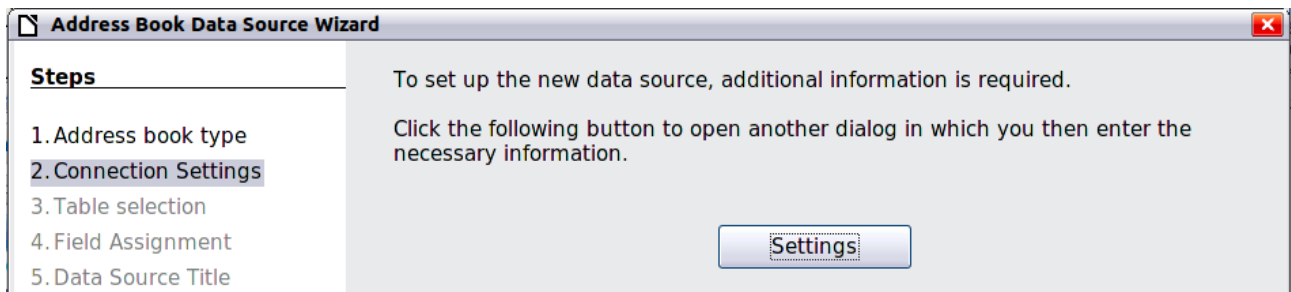 Address Book Data Source Wizard
Steps
1. Address book type
2. Connection Settings
3. Table selection
4. Field Assignment
5. Data Source Title
To set up the new data source, additional information is required.
Click the following button to open another dialog in which you then enter the
necessary information.
Settings